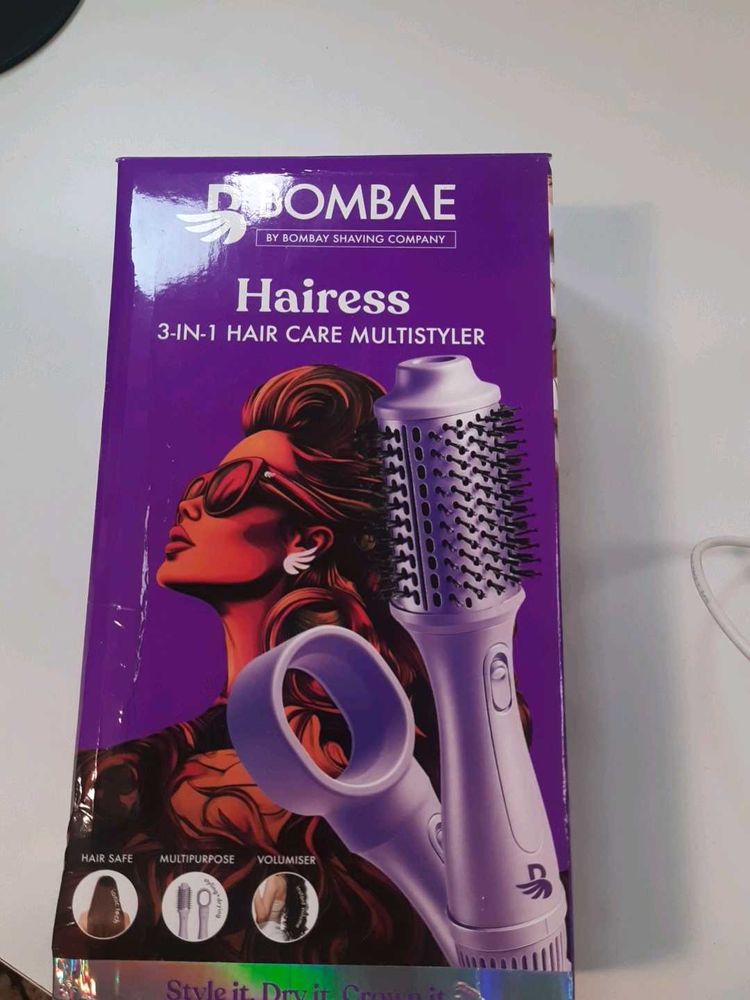 BOMBAE
BY BOMBAY SHAVING COMPANY
Hairess
3-IN-1 HAIR CARE MULTISTYLER
HAIR SAFE
MULTIPURPOSE
VOLUMISER
Style it. Dry it. Crown it.